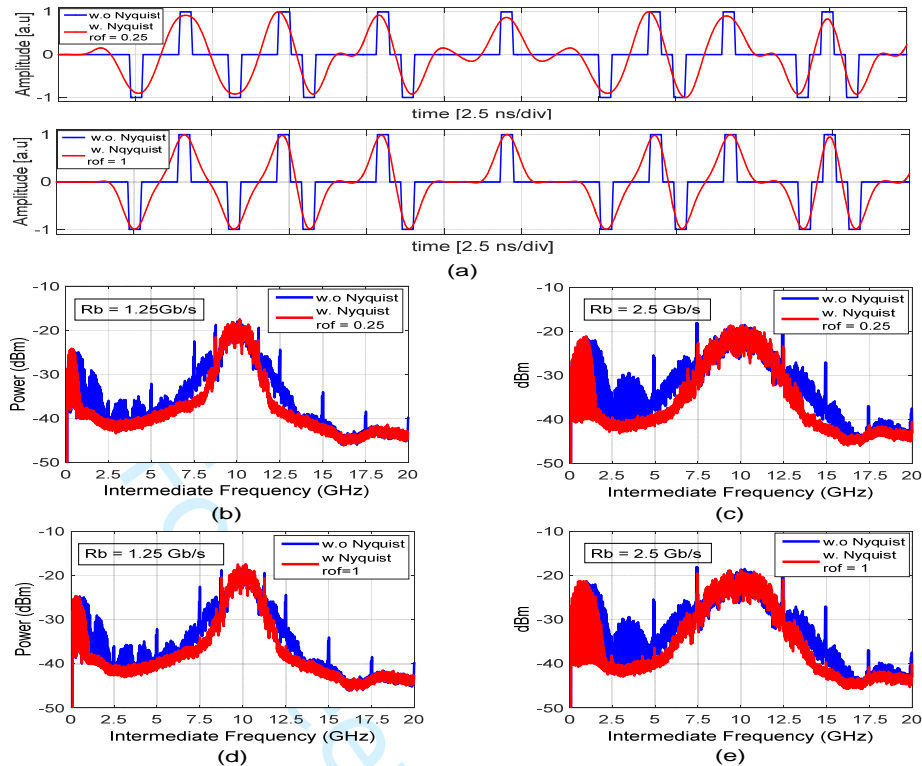 1
0
-1
Amplitude [a.u]
w.o Nyquist
w. Nyquist
rof = 0.25
time [2.5 ns/div]
1
0
-1
Amplitude [a.u]
w.o. Nyquist
w. Nqyquist
rof = 1
time [2.5 ns/div]
(a)
-10
-20
-30
-40
-50
Power (dBm)
Rb = 1.25Gb/s
w.o Nyquist
w. Nyquist
rof = 0.25
0 2.5 5 7.5 10 12.5 15 17.5 20
Intermediate Frequency (GHz)
(b)
-10
-20
-30
-40
-50
dBm
Rb = 2.5 Gb/s
w.o Nyquist
w. Nyquist
rof = 0.25
0 2.5 5 7.5 10 12.5 15 17.5 20
Intermediate Frequency (GHz)
(c)
-10
-20
-30
-40
-50
Power (dBm)
Rb = 1.25 Gb/s
w.o Nyquist
w Nyquist
rof=1
0 2.5 5 7.5 10 12.5 15 17.5 20
Intermediate Frequency (GHz)
(d)
-10
-20
-30
-40
-50
dBm
Rb = 2.5 Gb/s
w.o Nyquist
w. Nyquist
rof = 1
0 2.5 5 7.5 10 12.5 15 17.5 20
Intermediate Frequency (GHz)
(e)